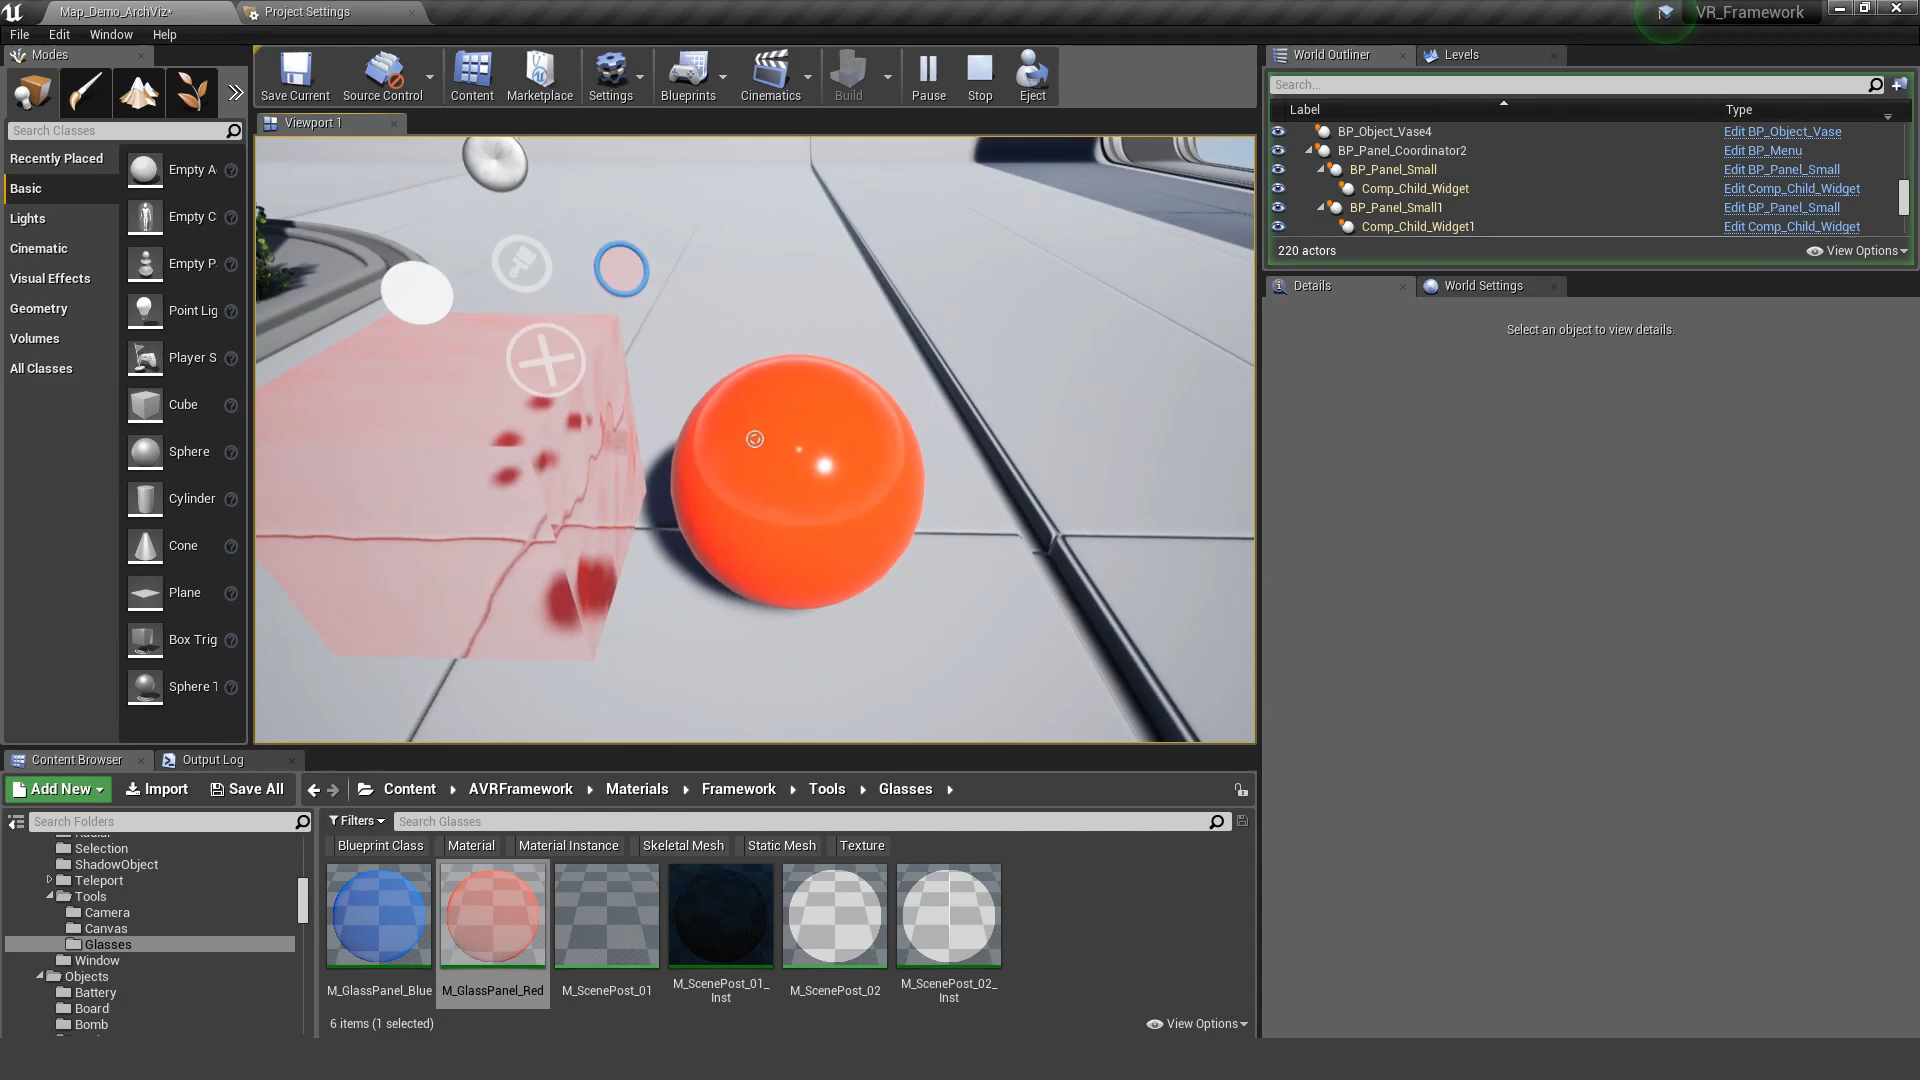 Map_Demo_ArchViz*
Project Settings
VR_Framework
File Edit Window Help
Modes
Search Classes
Recently Placed
Basic
Lights
Cinematic
Visual Effects
Geometry
Volumes
All Classes
Empty A
Empty C
Empty P
Point Lig
Player S
Cube
Sphere
Cylinder
Cone
Plane
Box Trig
Sphere T
Save Current
Source Control
Content
Marketplace
Settings
Blueprints
Cinematics
Build
Pause
Stop
Eject
Viewport 1
World Outliner
Levels
Search...
Label Type
BP_Object_Vase4 Edit BP_Object_Vase
BP_Panel_Coordinator2 Edit BP_Menu
BP_Panel_Small Edit BP_Panel_Small
Comp_Child_Widget Edit Comp_Child_Widget
BP_Panel_Small1 Edit BP_Panel_Small
Comp_Child_Widget1 Edit Comp_Child_Widget
220 actors
View Options
Details
World Settings
Select an object to view details.
Content Browser
Output Log
Add New
Import
Save All
Content AVRFramework Materials Framework Tools Glasses
Search Folders
Selection
ShadowObject
Teleport
Tools
Camera
Canvas
Glasses
Window
Objects
Battery
Board
Bomb
Filters
Search Glasses
Blueprint Class
Material
Material Instance
Skeletal Mesh
Static Mesh
Texture
M_GlassPanel_Blue
M_GlassPanel_Red
M_ScenePost_01
M_ScenePost_01_
Inst
M_ScenePost_02
M_ScenePost_02_
Inst
6 items (1 selected)
View Options